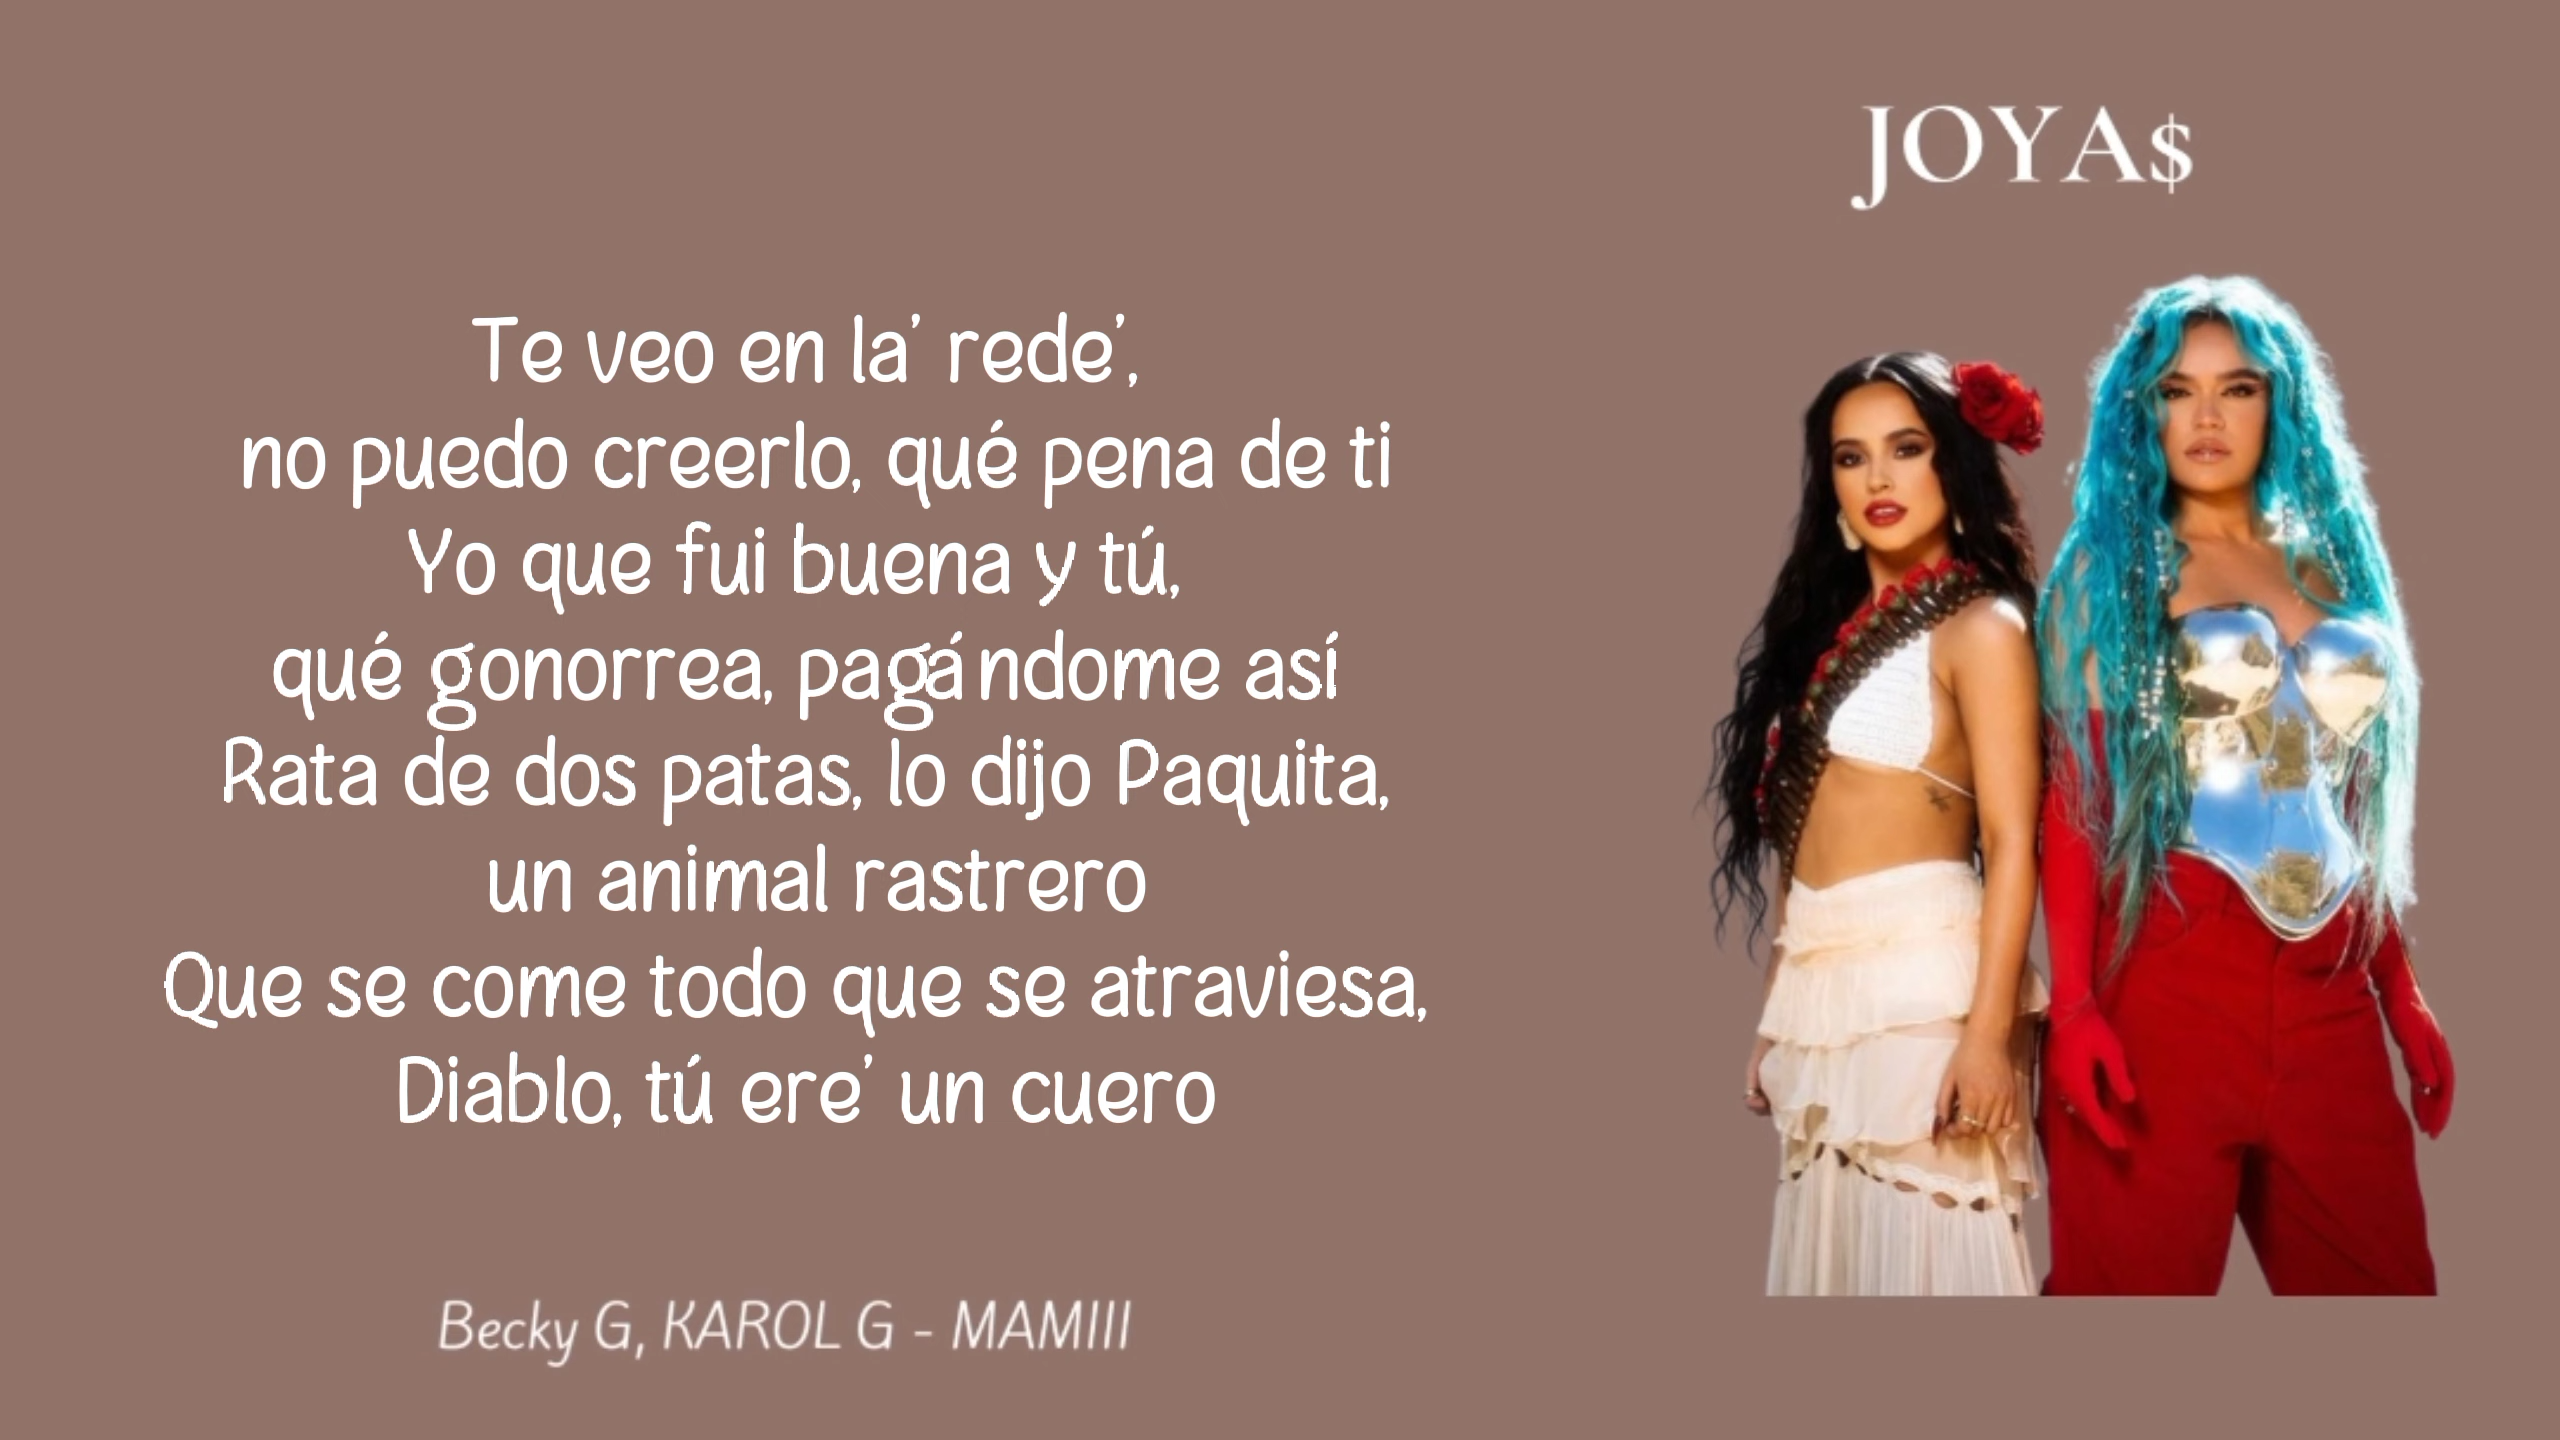 JOYA$
Te veo en la' rede',
no puedo creerlo, qué pena de ti
Yo que fui buena y tú,
qué gonorrea, pagándome así
Rata de dos patas, lo dijo Paquita,
un animal rastrero
Que se come todo que se atraviesa,
Diablo, tú ere' un cuero
Becky G, KAROL G - MAMIII